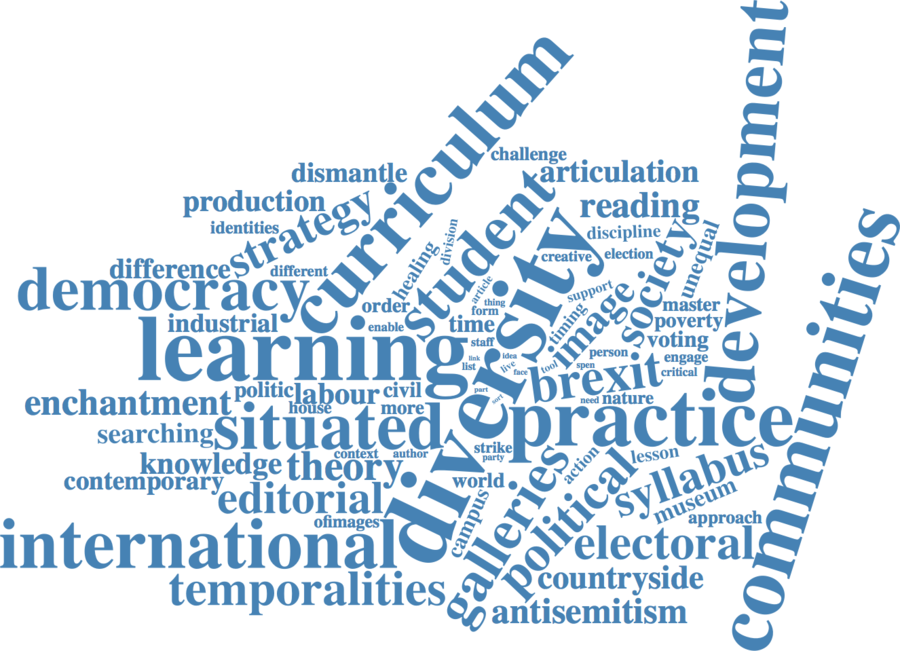 development
curriculum
challenge
dismantle
articulation
production
strategy
student
reading
identities
division
diversity
discipline
society
unequal
healing
creative
election
difference
different
democracy
article
support
image
master
order
thing
form
timing
poverty
communities
industrial
enable
time
voting
learning
staff
idea
person
engage
link
list
live
face
tool
spen
critical
brexit
politic
labour
civil
part
sort
need
nature
enchantment
house
more
practice
searching
situated
strike
context
author
party
action
lesson
knowledge
theory
syllabus
contemporary
world
galleries
political
museum
editorial
campus
ofimages
approach
international
electoral
temporalities
countryside
antisemitism